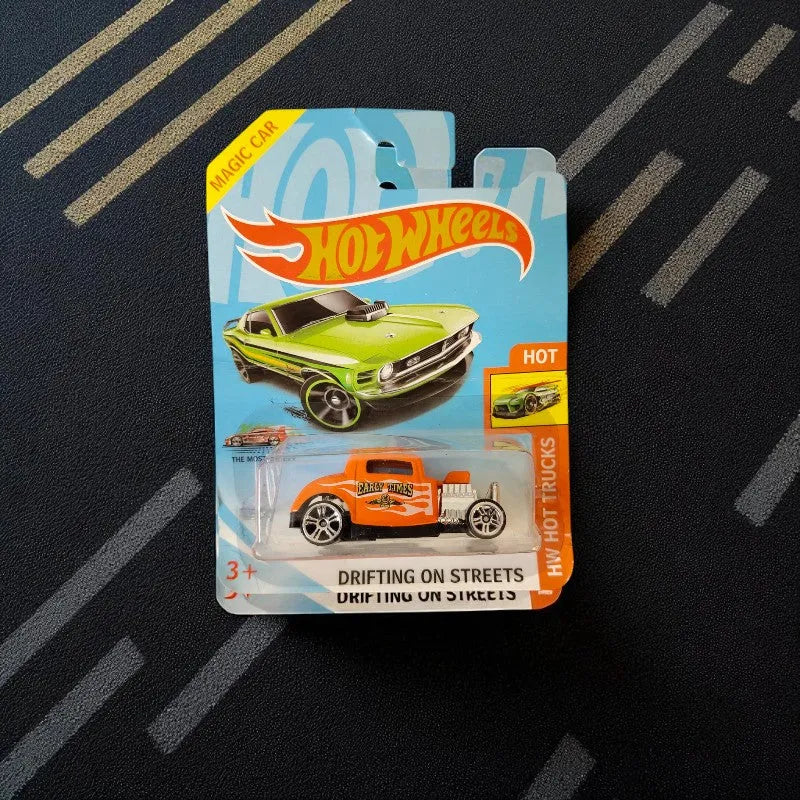 MAGIC CAR
HOT WHEELS
HOT
THE MOST
EARLY TIMES
HW HOT TRUCKS
3+
DRIFTING ON STREETS
DRIFTING ON STREETS